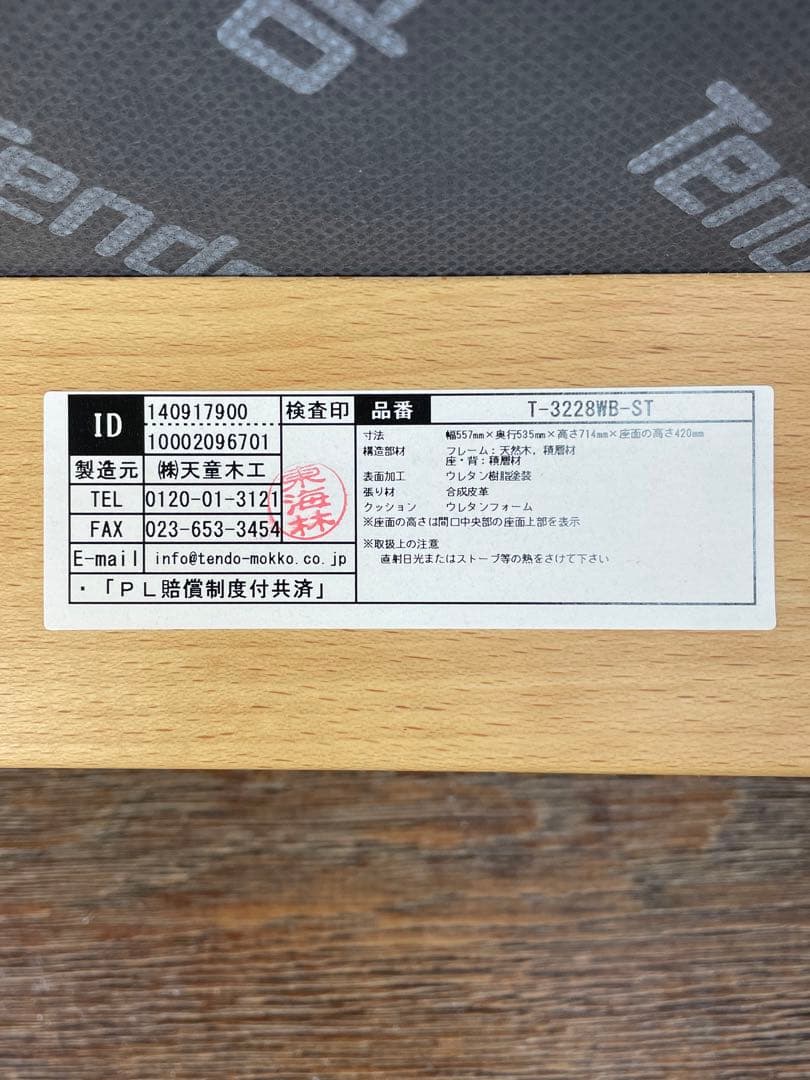 Tendo
Tendo
ID
140917900
10002096701
検査印
製造元
㈱天童木工
TEL
0120-01-3121
FAX
023-653-3454
E-mail
info@tendo-mokko.co.jp
・「PL賠償制度付共済」
東海林
品番
T-3228WB-ST
寸法 幅557mm×奥行535mm×高さ714mm×座面の高さ420mm
構造部材 フレーム：天然木，積層材
座・背：積層材
表面加工 ウレタン樹脂塗装
張り材 合成皮革
クッション ウレタンフォーム
※座面の高さは間口中央部の座面上部を表示
※取扱上の注意
直射日光またはストーブ等の熱をさけて下さい